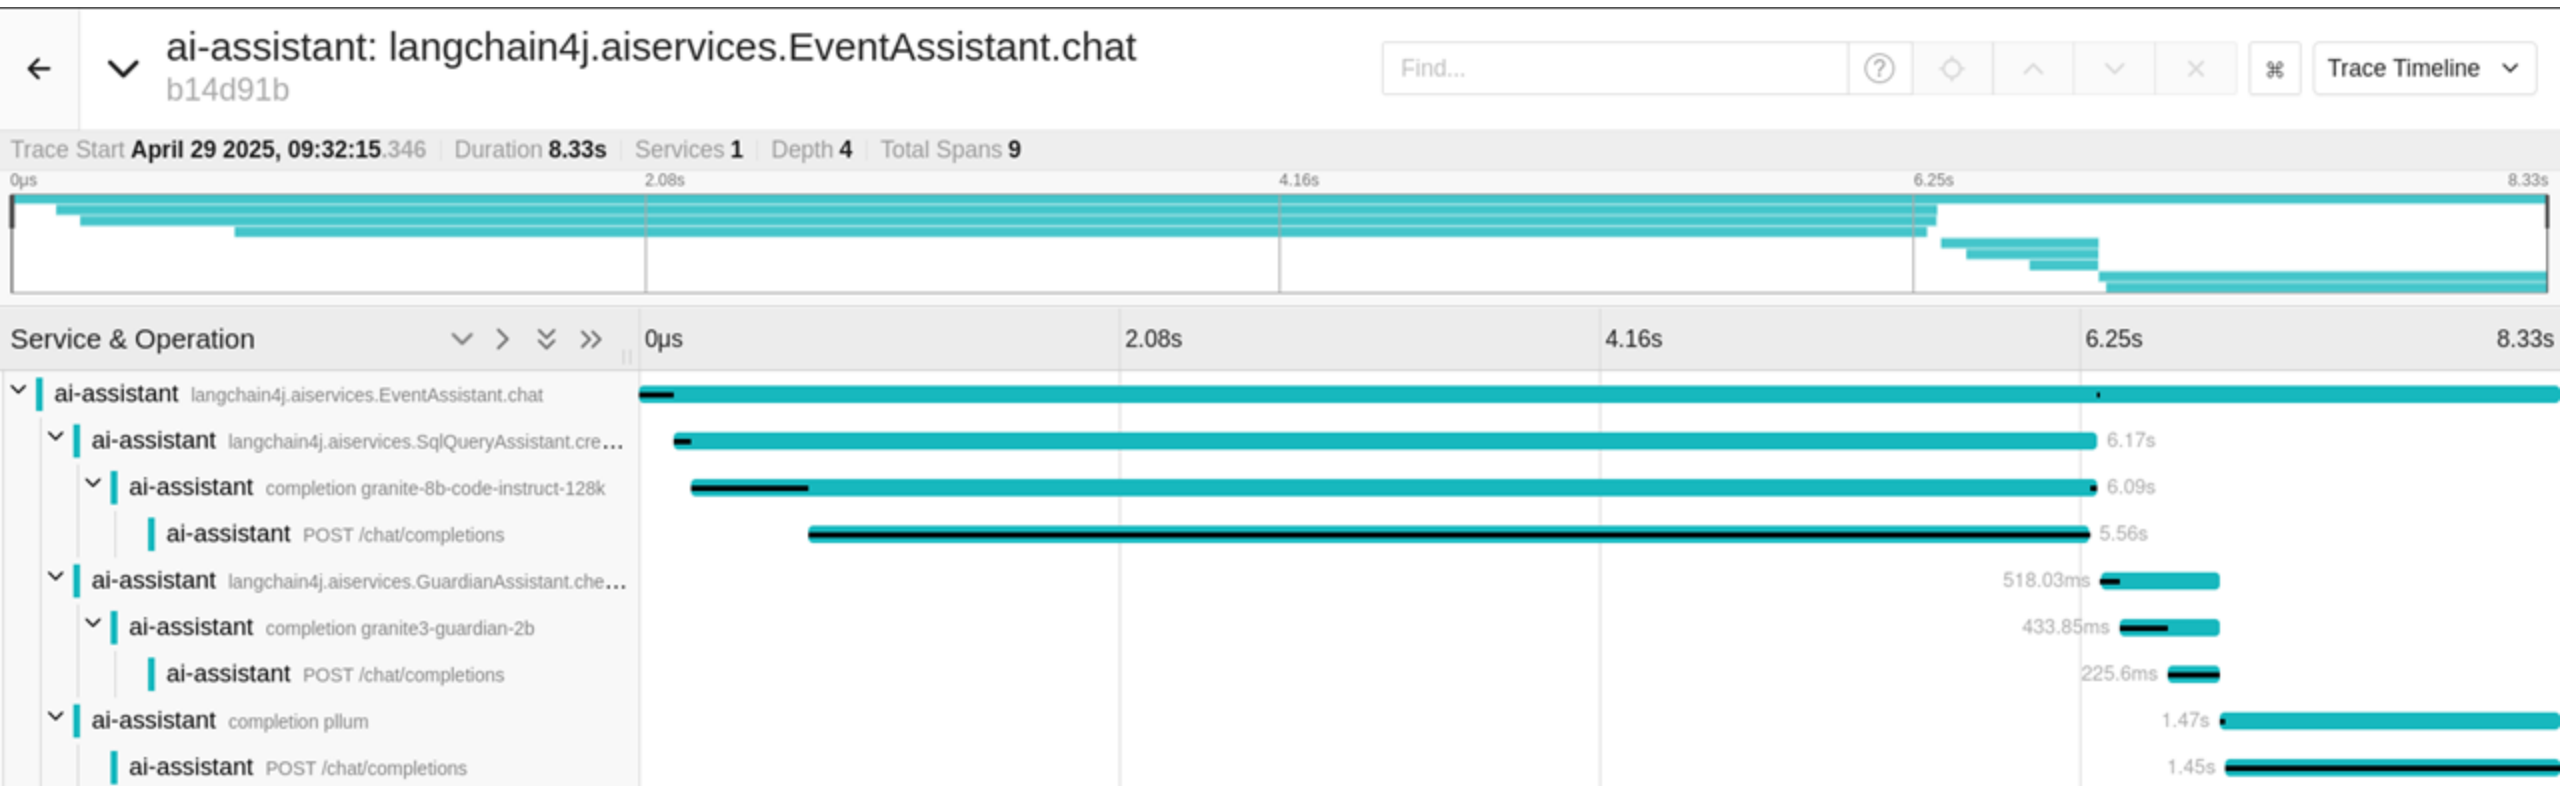 ai-assistant: langchain4j.aiservices.EventAssistant.chat
b14d91b
Find...
?
⌘
Trace Timeline
Trace Start April 29 2025, 09:32:15.346 Duration 8.33s Services 1 Depth 4 Total Spans 9
0μs 2.08s 4.16s 6.25s 8.33s
Service & Operation 0μs 2.08s 4.16s 6.25s 8.33s
ai-assistant langchain4j.aiservices.EventAssistant.chat
ai-assistant langchain4j.aiservices.SqlQueryAssistant.cre... 6.17s
ai-assistant completion granite-8b-code-instruct-128k 6.09s
ai-assistant POST /chat/completions 5.56s
ai-assistant langchain4j.aiservices.GuardianAssistant.che... 518.03ms
ai-assistant completion granite3-guardian-2b 433.85ms
ai-assistant POST /chat/completions 225.6ms
ai-assistant completion pllum 1.47s
ai-assistant POST /chat/completions 1.45s